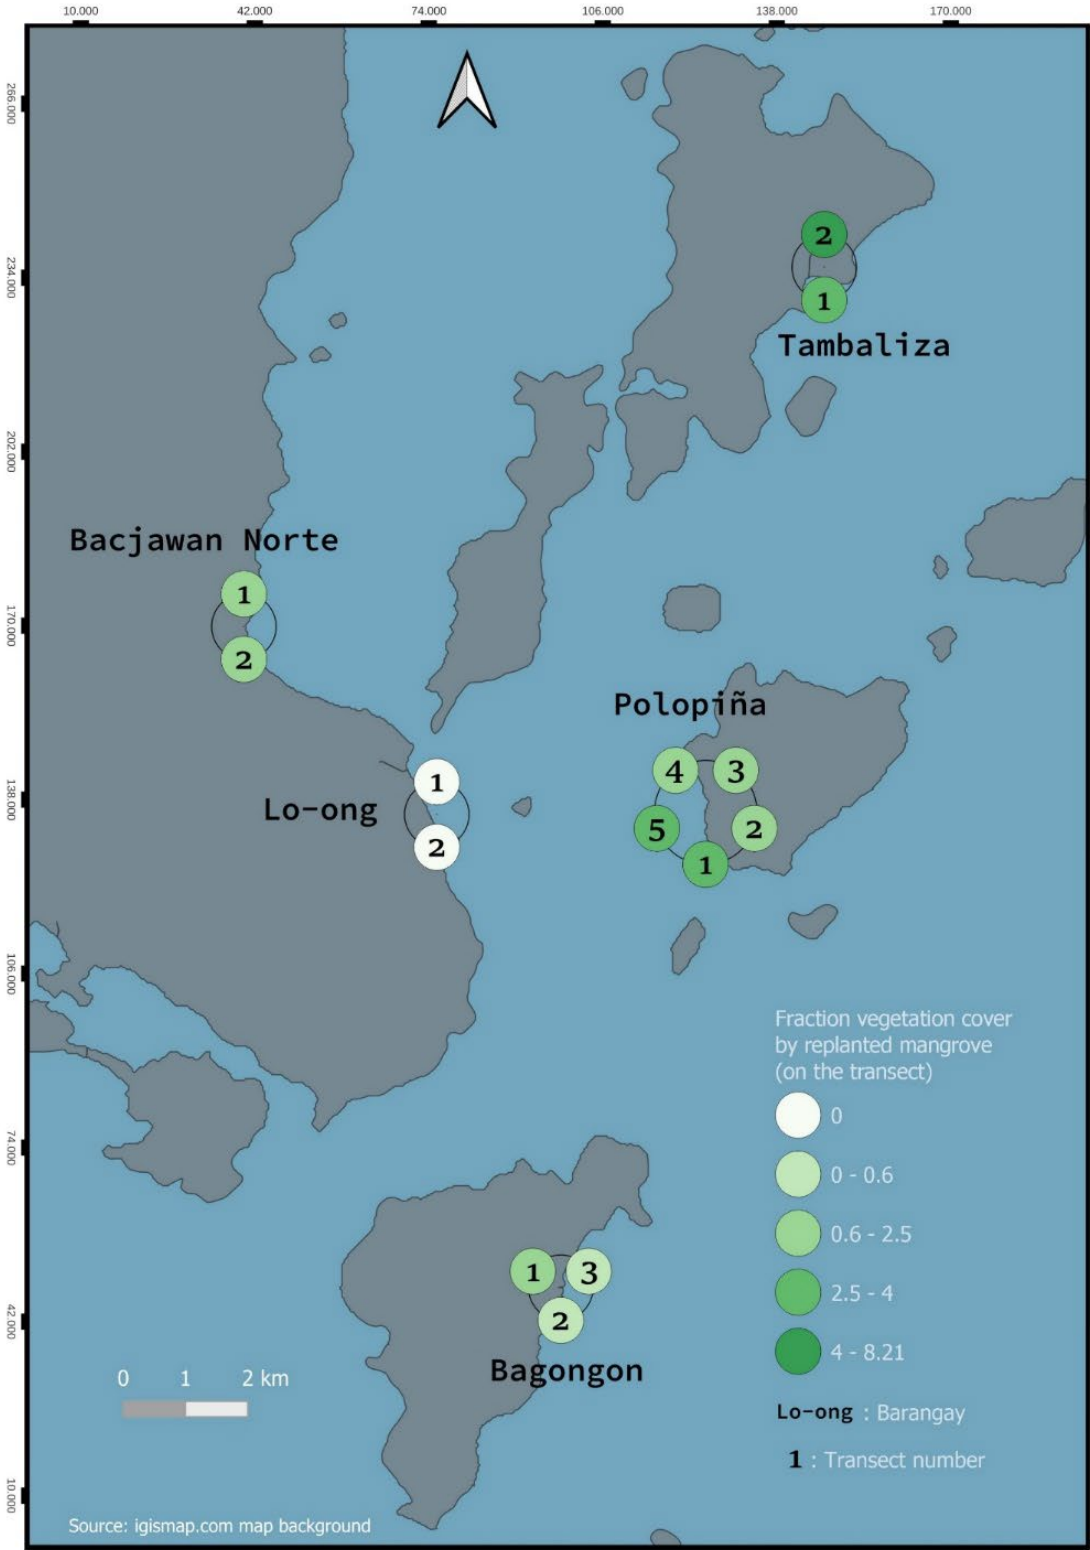 10.000 42.000 74.000 106.000 138.000 170.000
266.000
234.000
202.000
170.000
138.000
106.000
74.000
42.000
10.000
2
1
Tambaliza
Bacjawan Norte
1
2
Polopiña
4 3
5 2
1
1
Lo-ong
2
Fraction vegetation cover
by replanted mangrove
(on the transect)
0
0 - 0.6
0.6 - 2.5
2.5 - 4
4 - 8.21
Lo-ong : Barangay
1 : Transect number
1 3
2
Bagongon
0 1 2 km
Source: igismap.com map background